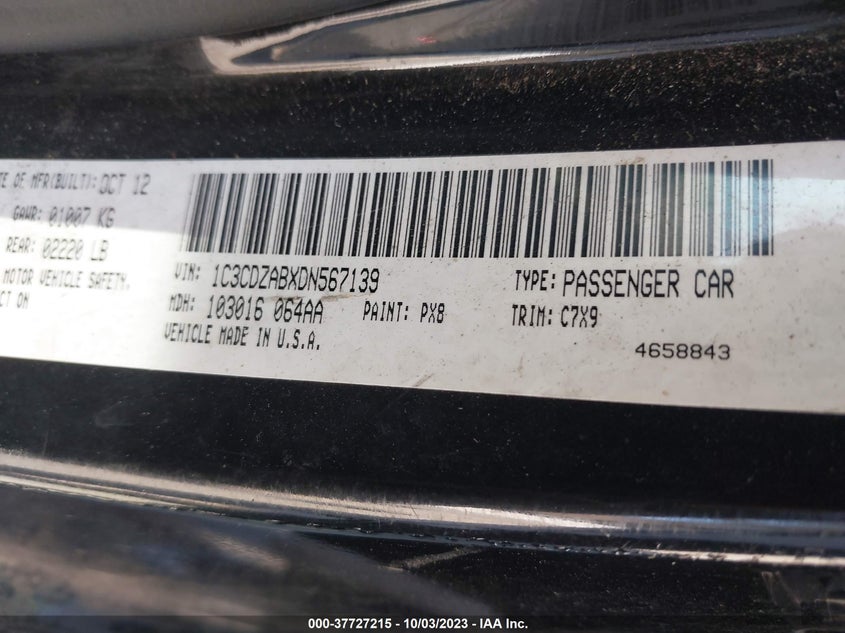 TE OF MFR(BUILT): OCT 12
GAWR: 01007 KG
REAR: 02220 LB
MOTOR VEHICLE SAFETY,
CT ON
VIN: 1C3CDZABXDN567139 TYPE: PASSENGER CAR
MDH: 103016 064AA PAINT: PX8 TRIM: C7X9
VEHICLE MADE IN U.S.A. 4658843
000-37727215 - 10/03/2023 - IAA Inc.